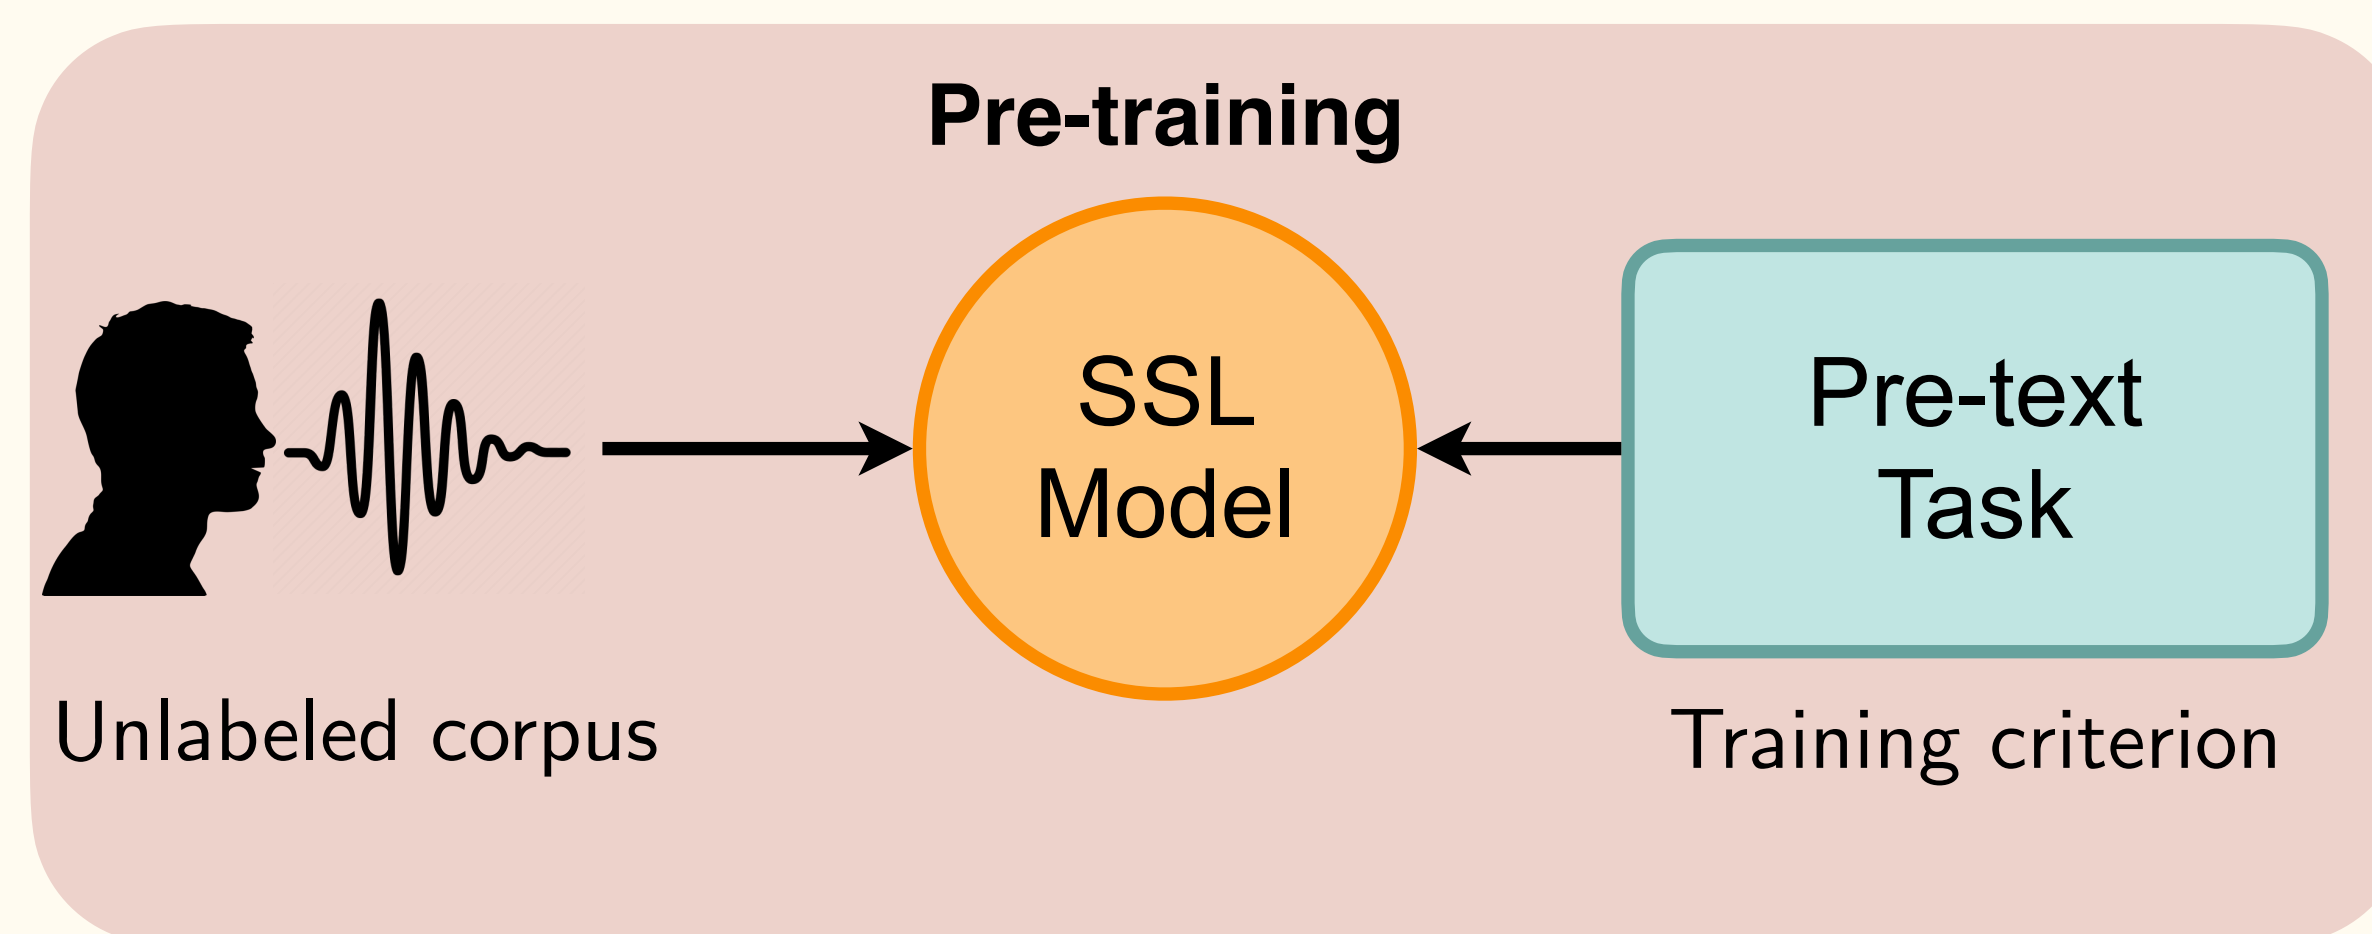 Pre-training
SSL
Model
Pre-text
Task
Unlabeled corpus
Training criterion